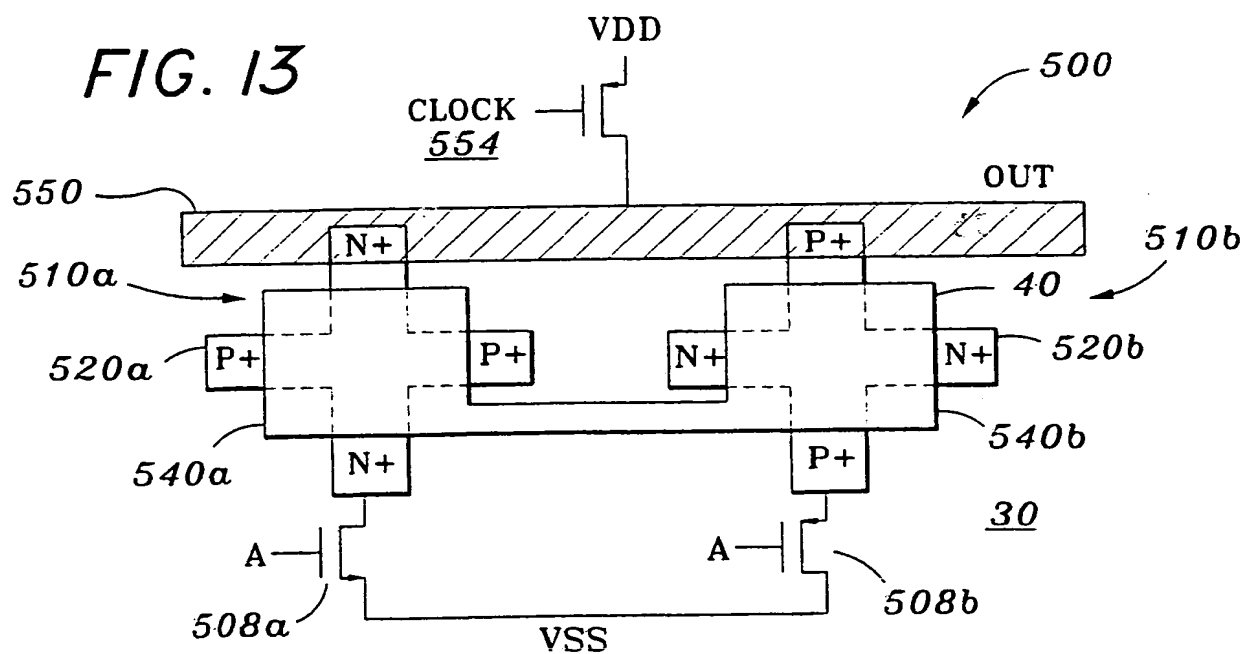 FIG. 13
VDD
500
CLOCK
554
550
OUT
N+
P+
510a
510b
40
520a
P+
P+
N+
N+
520b
540a
N+
P+
540b
30
A
A
508a
508b
VSS